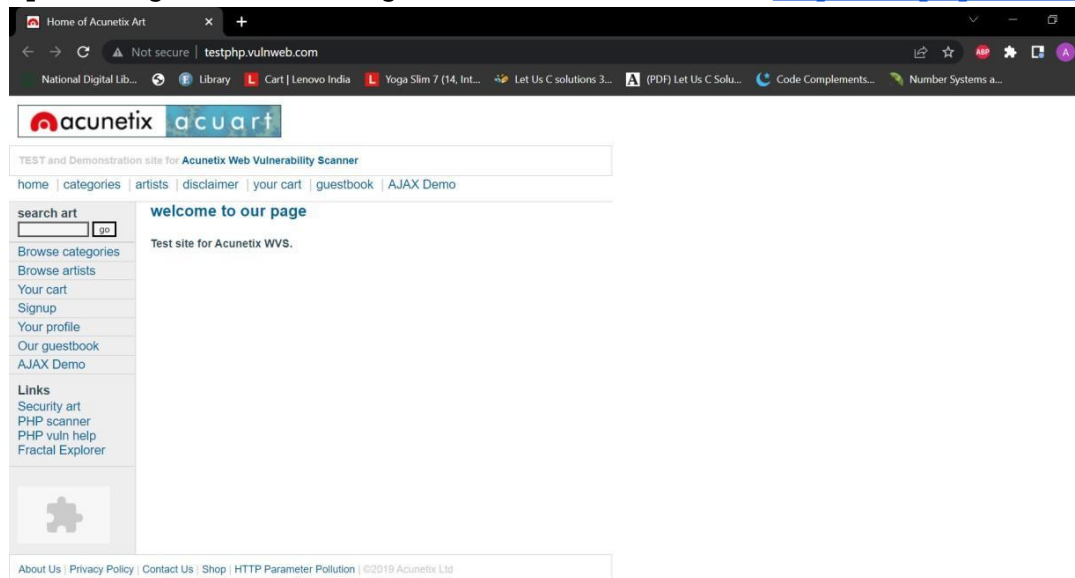 Home of Acunetix Art
Not secure | testphp.vulnweb.com
National Digital Lib... Library Cart | Lenovo India Yoga Slim 7 (14, Int... Let Us C solutions 3... (PDF) Let Us C Solu... Code Complements... Number Systems a...
ABP
A
acunetix acuart
TEST and Demonstration site for Acunetix Web Vulnerability Scanner
home | categories | artists | disclaimer | your cart | guestbook | AJAX Demo
search art
go
Browse categories
Browse artists
Your cart
Signup
Your profile
Our guestbook
AJAX Demo
Links
Security art
PHP scanner
PHP vuln help
Fractal Explorer
welcome to our page
Test site for Acunetix WVS.
About Us | Privacy Policy | Contact Us | Shop | HTTP Parameter Pollution | ©2019 Acunetix Ltd